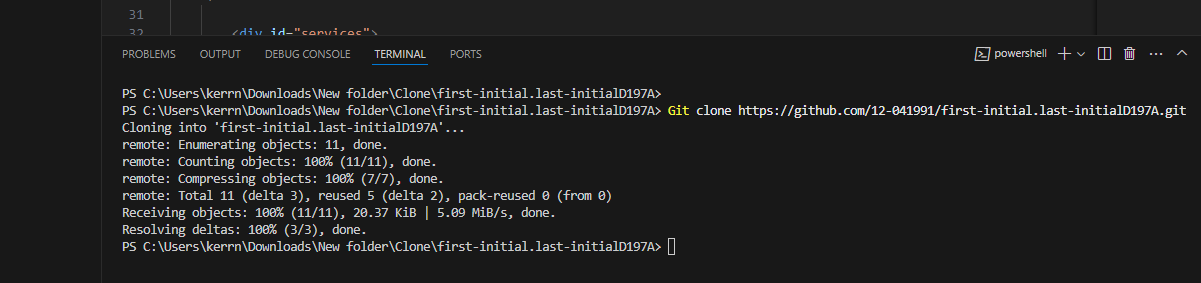 31
32 <div id="services">
PROBLEMS OUTPUT DEBUG CONSOLE TERMINAL PORTS powershell
PS C:\Users\kerrn\Downloads\New folder\Clone\first-initial.last-initialD197A>
PS C:\Users\kerrn\Downloads\New folder\Clone\first-initial.last-initialD197A> Git clone https://github.com/12-041991/first-initial.last-initialD197A.git
Cloning into 'first-initial.last-initialD197A'...
remote: Enumerating objects: 11, done.
remote: Counting objects: 100% (11/11), done.
remote: Compressing objects: 100% (7/7), done.
remote: Total 11 (delta 3), reused 5 (delta 2), pack-reused 0 (from 0)
Receiving objects: 100% (11/11), 20.37 KiB | 5.09 MiB/s, done.
Resolving deltas: 100% (3/3), done.
PS C:\Users\kerrn\Downloads\New folder\Clone\first-initial.last-initialD197A>